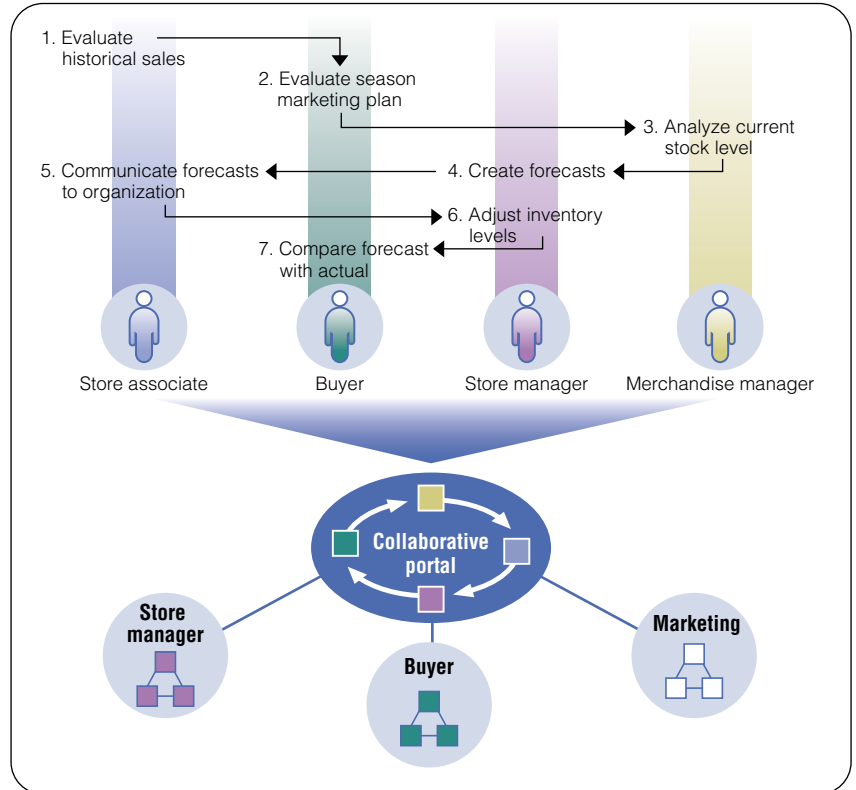 1. Evaluate
historical sales
2. Evaluate season
marketing plan
3. Analyze current
stock level
5. Communicate forecasts
to organization
4. Create forecasts
6. Adjust inventory
levels
7. Compare forecast
with actual
Store associate
Buyer
Store manager
Merchandise manager
Collaborative
portal
Store
manager
Buyer
Marketing